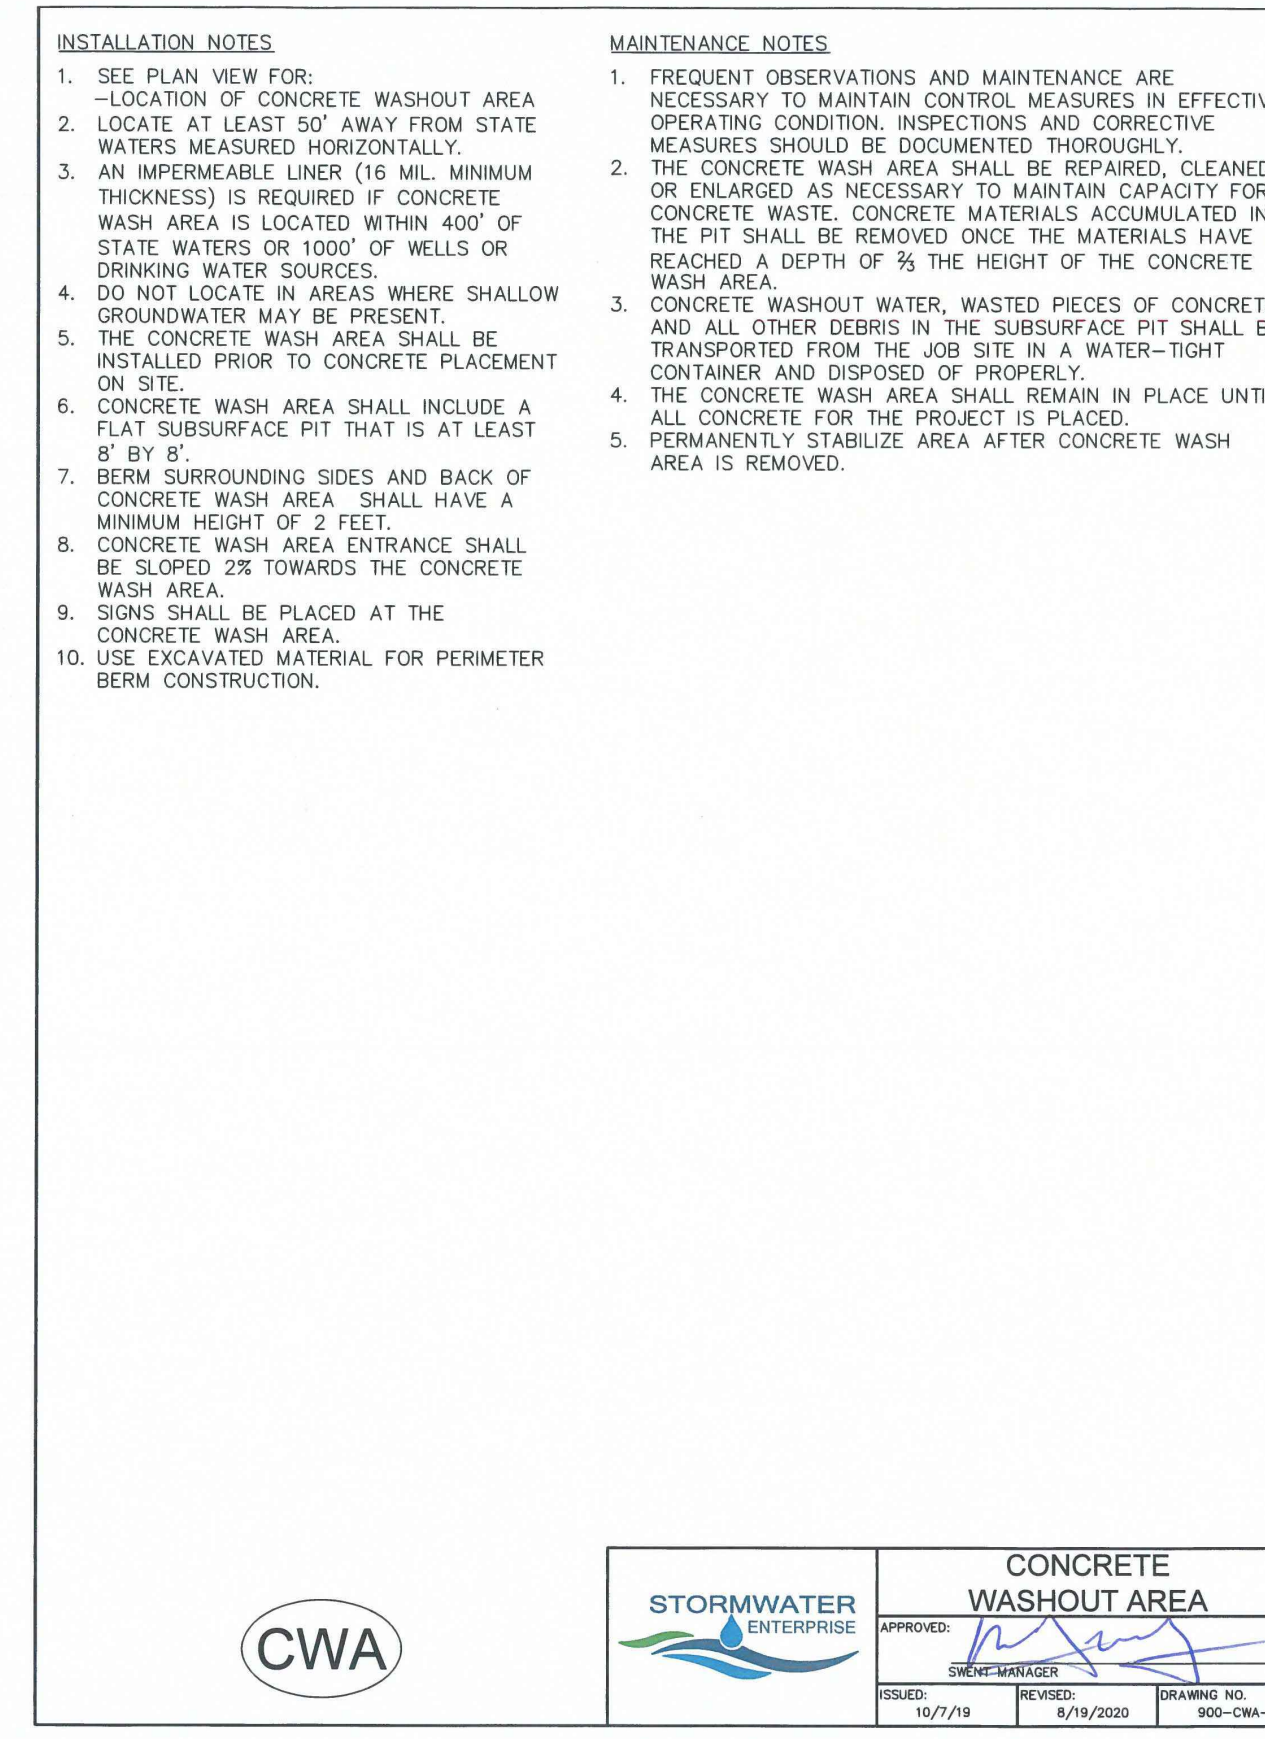 INSTALLATION NOTES
1. SEE PLAN VIEW FOR:
–LOCATION OF CONCRETE WASHOUT AREA
2. LOCATE AT LEAST 50' AWAY FROM STATE
WATERS MEASURED HORIZONTALLY.
3. AN IMPERMEABLE LINER (16 MIL. MINIMUM
THICKNESS) IS REQUIRED IF CONCRETE
WASH AREA IS LOCATED WITHIN 400' OF
STATE WATERS OR 1000' OF WELLS OR
DRINKING WATER SOURCES.
4. DO NOT LOCATE IN AREAS WHERE SHALLOW
GROUNDWATER MAY BE PRESENT.
5. THE CONCRETE WASH AREA SHALL BE
INSTALLED PRIOR TO CONCRETE PLACEMENT
ON SITE.
6. CONCRETE WASH AREA SHALL INCLUDE A
FLAT SUBSURFACE PIT THAT IS AT LEAST
8' BY 8'.
7. BERM SURROUNDING SIDES AND BACK OF
CONCRETE WASH AREA SHALL HAVE A
MINIMUM HEIGHT OF 2 FEET.
8. CONCRETE WASH AREA ENTRANCE SHALL
BE SLOPED 2% TOWARDS THE CONCRETE
WASH AREA.
9. SIGNS SHALL BE PLACED AT THE
CONCRETE WASH AREA.
10. USE EXCAVATED MATERIAL FOR PERIMETER
BERM CONSTRUCTION.
MAINTENANCE NOTES
1. FREQUENT OBSERVATIONS AND MAINTENANCE ARE
NECESSARY TO MAINTAIN CONTROL MEASURES IN EFFECTIV
OPERATING CONDITION. INSPECTIONS AND CORRECTIVE
MEASURES SHOULD BE DOCUMENTED THOROUGHLY.
2. THE CONCRETE WASH AREA SHALL BE REPAIRED, CLEANED
OR ENLARGED AS NECESSARY TO MAINTAIN CAPACITY FOR
CONCRETE WASTE. CONCRETE MATERIALS ACCUMULATED IN
THE PIT SHALL BE REMOVED ONCE THE MATERIALS HAVE
REACHED A DEPTH OF ⅔ THE HEIGHT OF THE CONCRETE
WASH AREA.
3. CONCRETE WASHOUT WATER, WASTED PIECES OF CONCRET
AND ALL OTHER DEBRIS IN THE SUBSURFACE PIT SHALL B
TRANSPORTED FROM THE JOB SITE IN A WATER–TIGHT
CONTAINER AND DISPOSED OF PROPERLY.
4. THE CONCRETE WASH AREA SHALL REMAIN IN PLACE UNTI
ALL CONCRETE FOR THE PROJECT IS PLACED.
5. PERMANENTLY STABILIZE AREA AFTER CONCRETE WASH
AREA IS REMOVED.
CWA
STORMWATER
ENTERPRISE
CONCRETE
WASHOUT AREA
APPROVED:
SWENT MANAGER
ISSUED:
10/7/19
REVISED:
8/19/2020
DRAWING NO.
900–CWA–